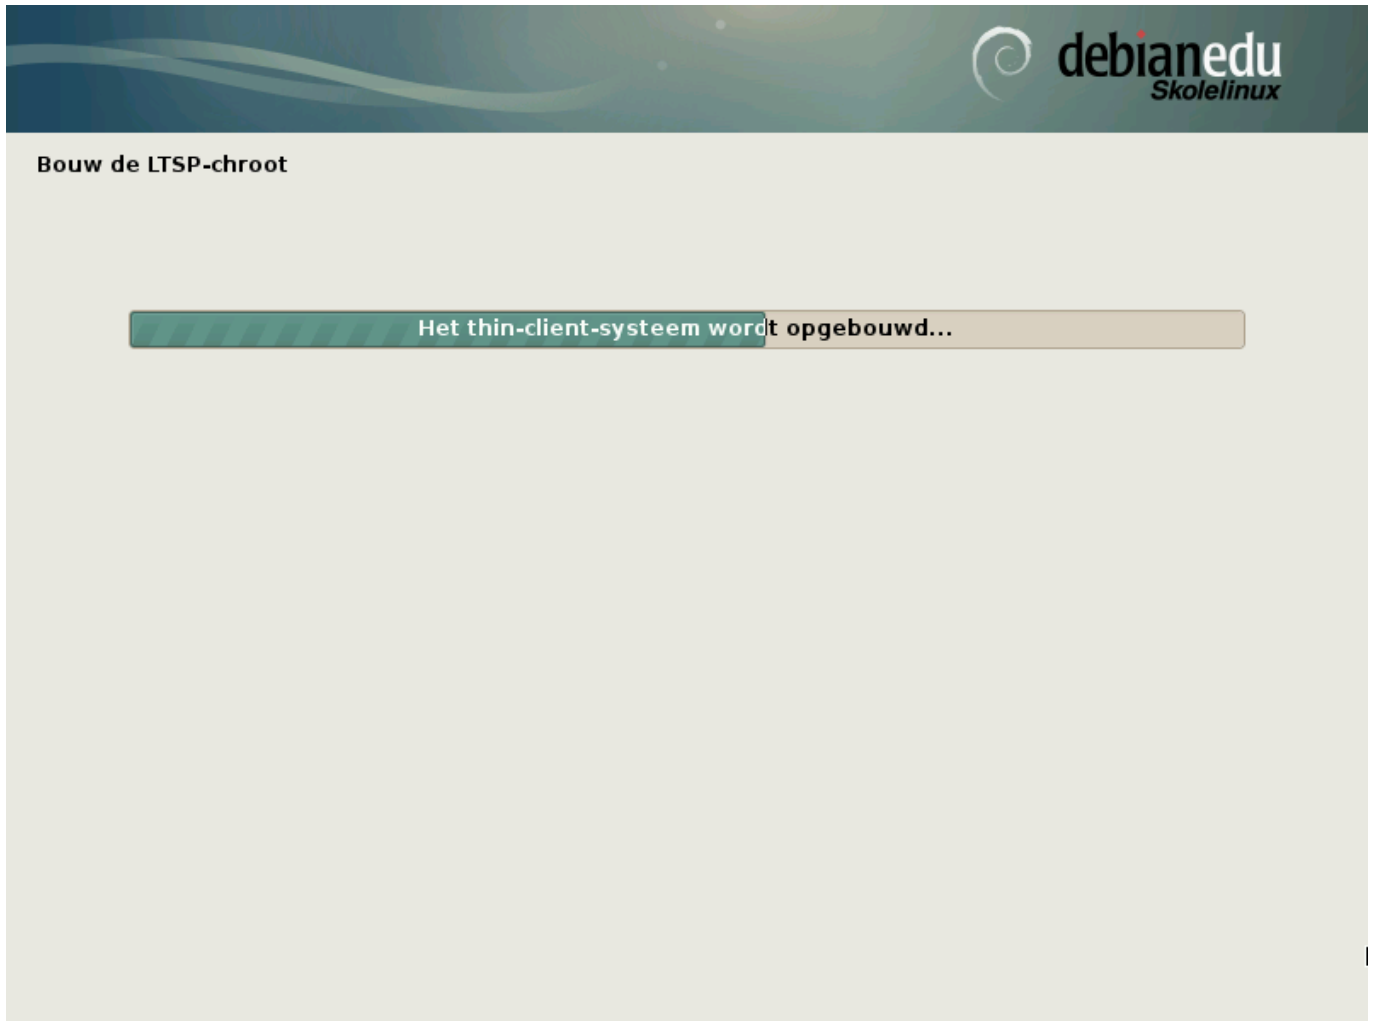 debianedu
Skolelinux
Bouw de LTSP-chroot
Het thin-client-systeem wordt opgebouwd...